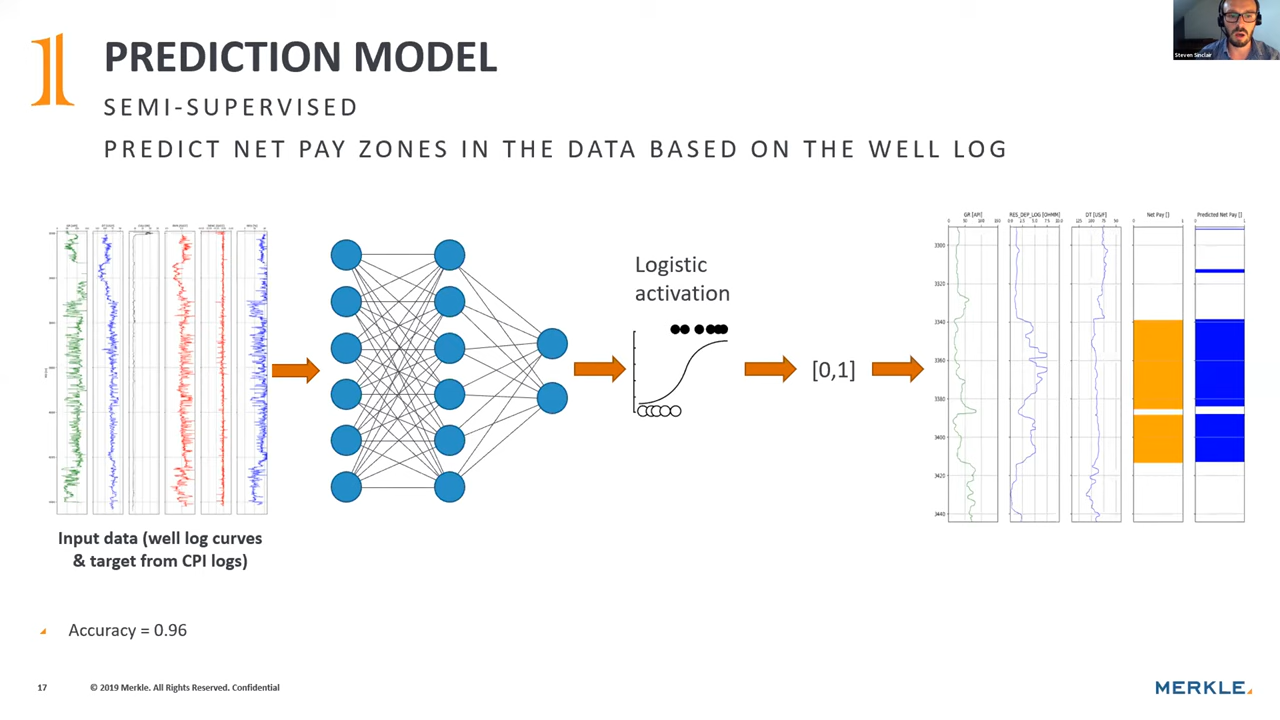 1
PREDICTION MODEL
SEMI-SUPERVISED
PREDICT NET PAY ZONES IN THE DATA BASED ON THE WELL LOG
Steven Sinclair
Logistic
activation
[0,1]
GR [API]
RES_DEP_LOG [OHMM]
DT [US/F]
Net Pay []
Predicted Net Pay []
3300
3320
3340
3360
3380
3400
3420
3440
Input data (well log curves
& target from CPI logs)
Accuracy = 0.96
17
© 2019 Merkle. All Rights Reserved. Confidential
MERKLE